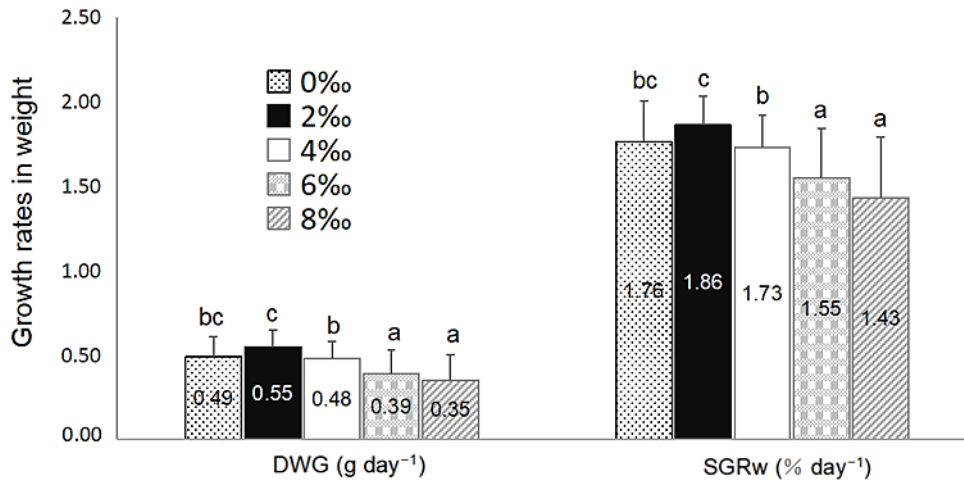 Growth rates in weight
2.50
2.00
1.50
1.00
0.50
0.00
0‰
2‰
4‰
6‰
8‰
bc
c
b
a
a
0.49
0.55
0.48
0.39
0.35
bc
c
b
a
a
1.76
1.86
1.73
1.55
1.43
DWG (g day⁻¹)
SGRw (% day⁻¹)